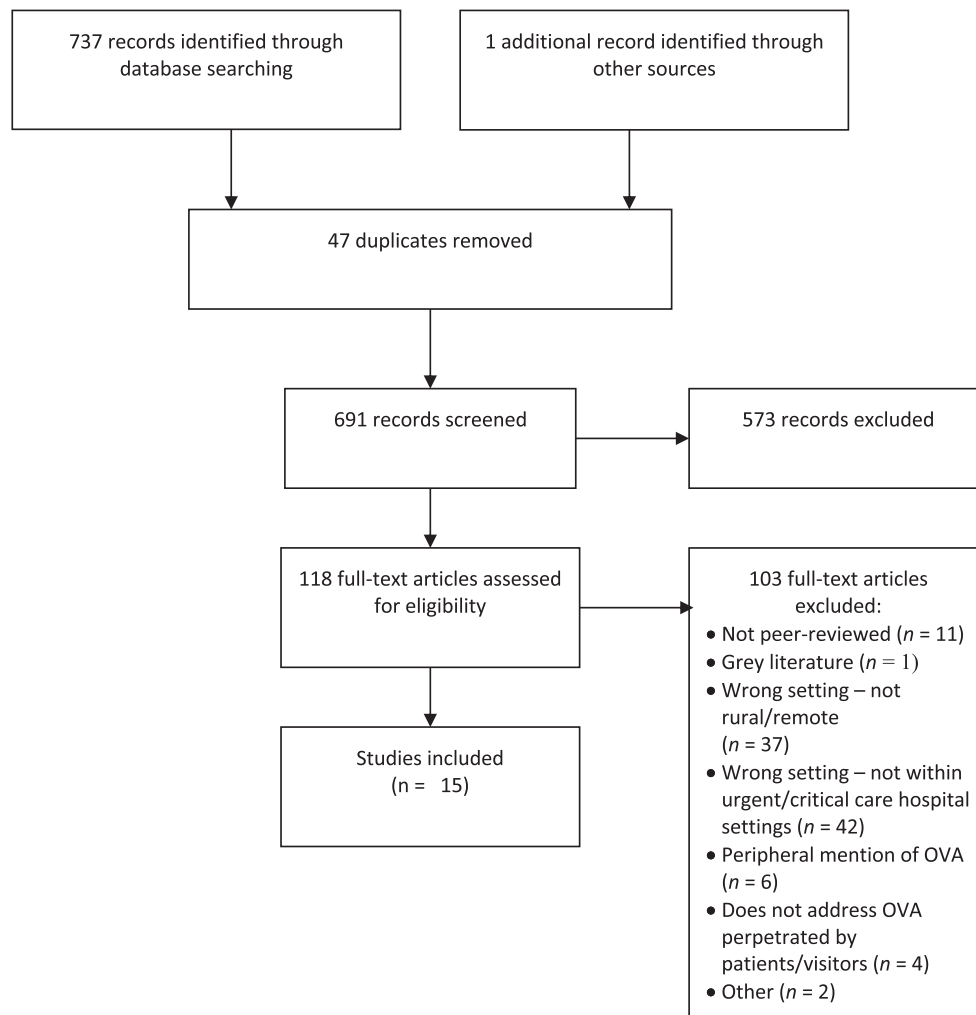 737 records identified through
database searching
1 additional record identified through
other sources
47 duplicates removed
691 records screened
573 records excluded
118 full-text articles assessed
for eligibility
103 full-text articles
excluded:
• Not peer-reviewed (n = 11)
• Grey literature (n = 1)
• Wrong setting – not
rural/remote
(n = 37)
• Wrong setting – not within
urgent/critical care hospital
settings (n = 42)
• Peripheral mention of OVA
(n = 6)
• Does not address OVA
perpetrated by
patients/visitors (n = 4)
• Other (n = 2)
Studies included
(n = 15)